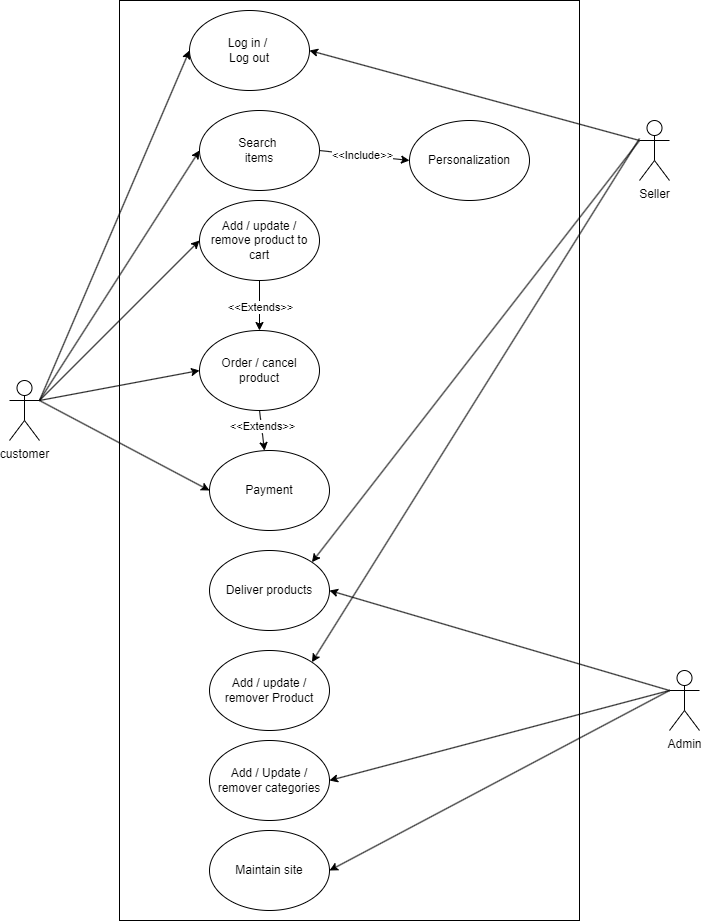 Log in /
Log out
Search
items
<<Include>>
Personalization
Seller
Add / update /
remove product to
cart
<<Extends>>
Order / cancel
product
<<Extends>>
customer
Payment
Deliver products
Add / update /
remover Product
Admin
Add / Update /
remover categories
Maintain site